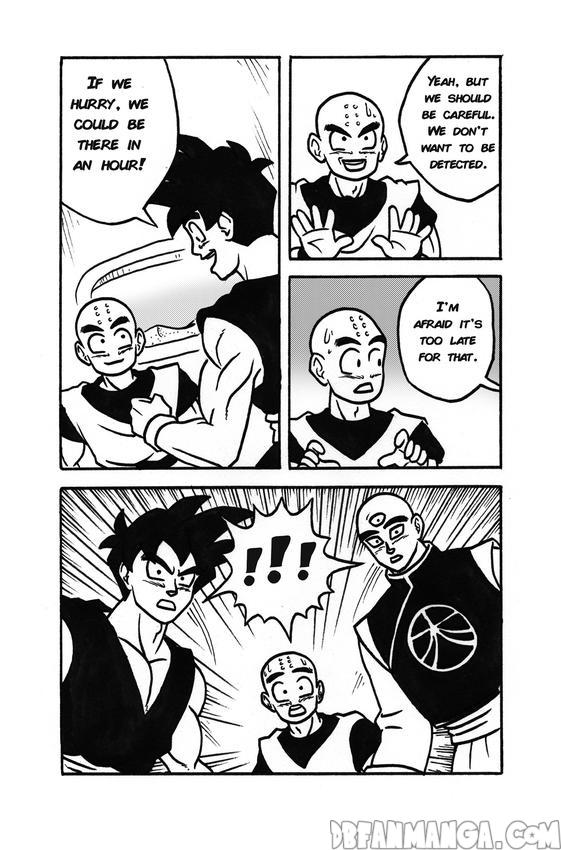 IF WE
HURRY, WE
COULD BE
THERE IN
AN HOUR!
YEAH, BUT
WE SHOULD
BE CAREFUL.
WE DON'T
WANT TO BE
DETECTED.
I'M
AFRAID IT'S
TOO LATE
FOR THAT.
!!!
DBFANMANGA.COM